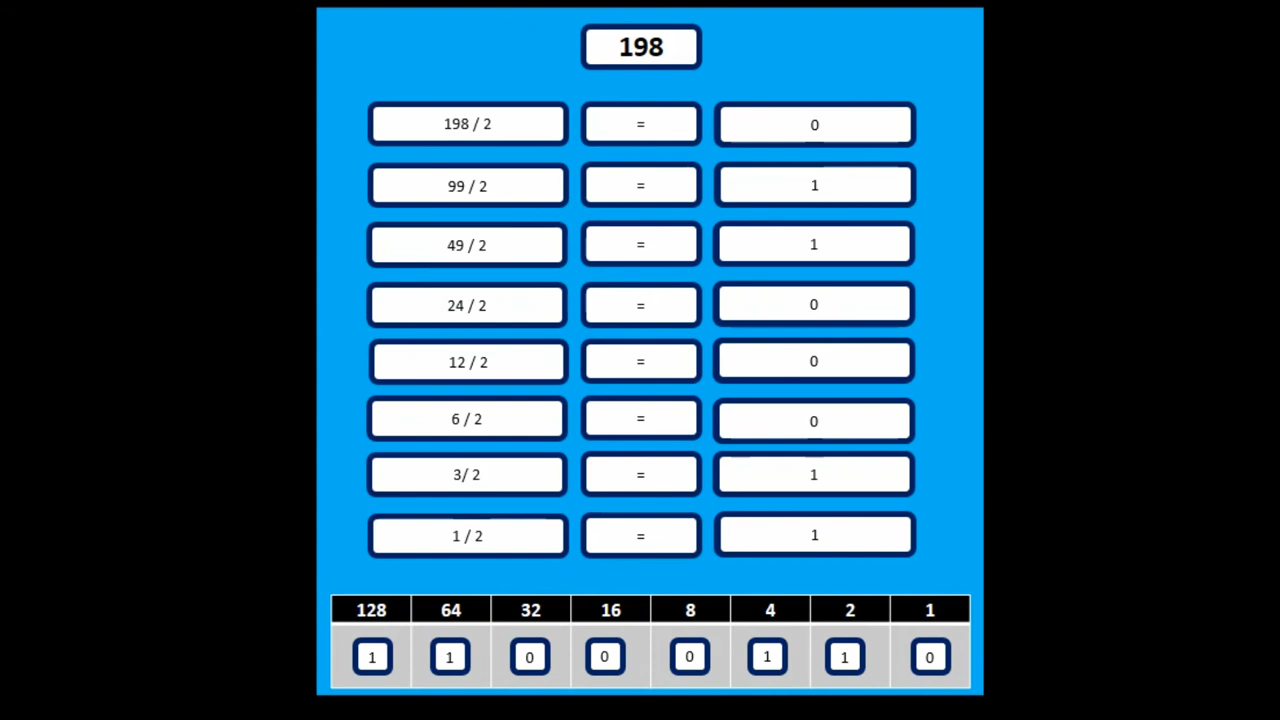 198
198 / 2 = 0
99 / 2 = 1
49 / 2 = 1
24 / 2 = 0
12 / 2 = 0
6 / 2 = 0
3/ 2 = 1
1 / 2 = 1
128 64 32 16 8 4 2 1
1 1 0 0 0 1 1 0